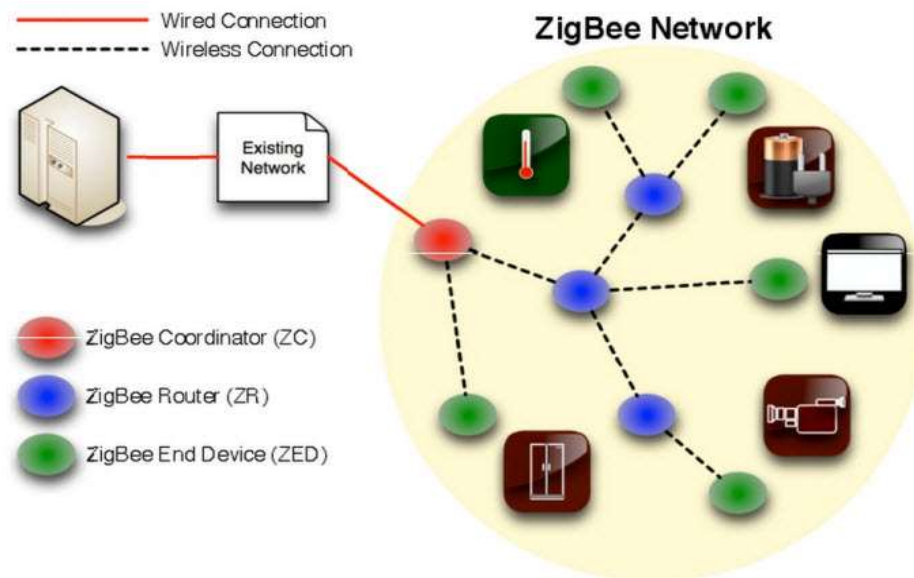 Wired Connection
Wireless Connection
ZigBee Network
Existing
Network
ZigBee Coordinator (ZC)
ZigBee Router (ZR)
ZigBee End Device (ZED)